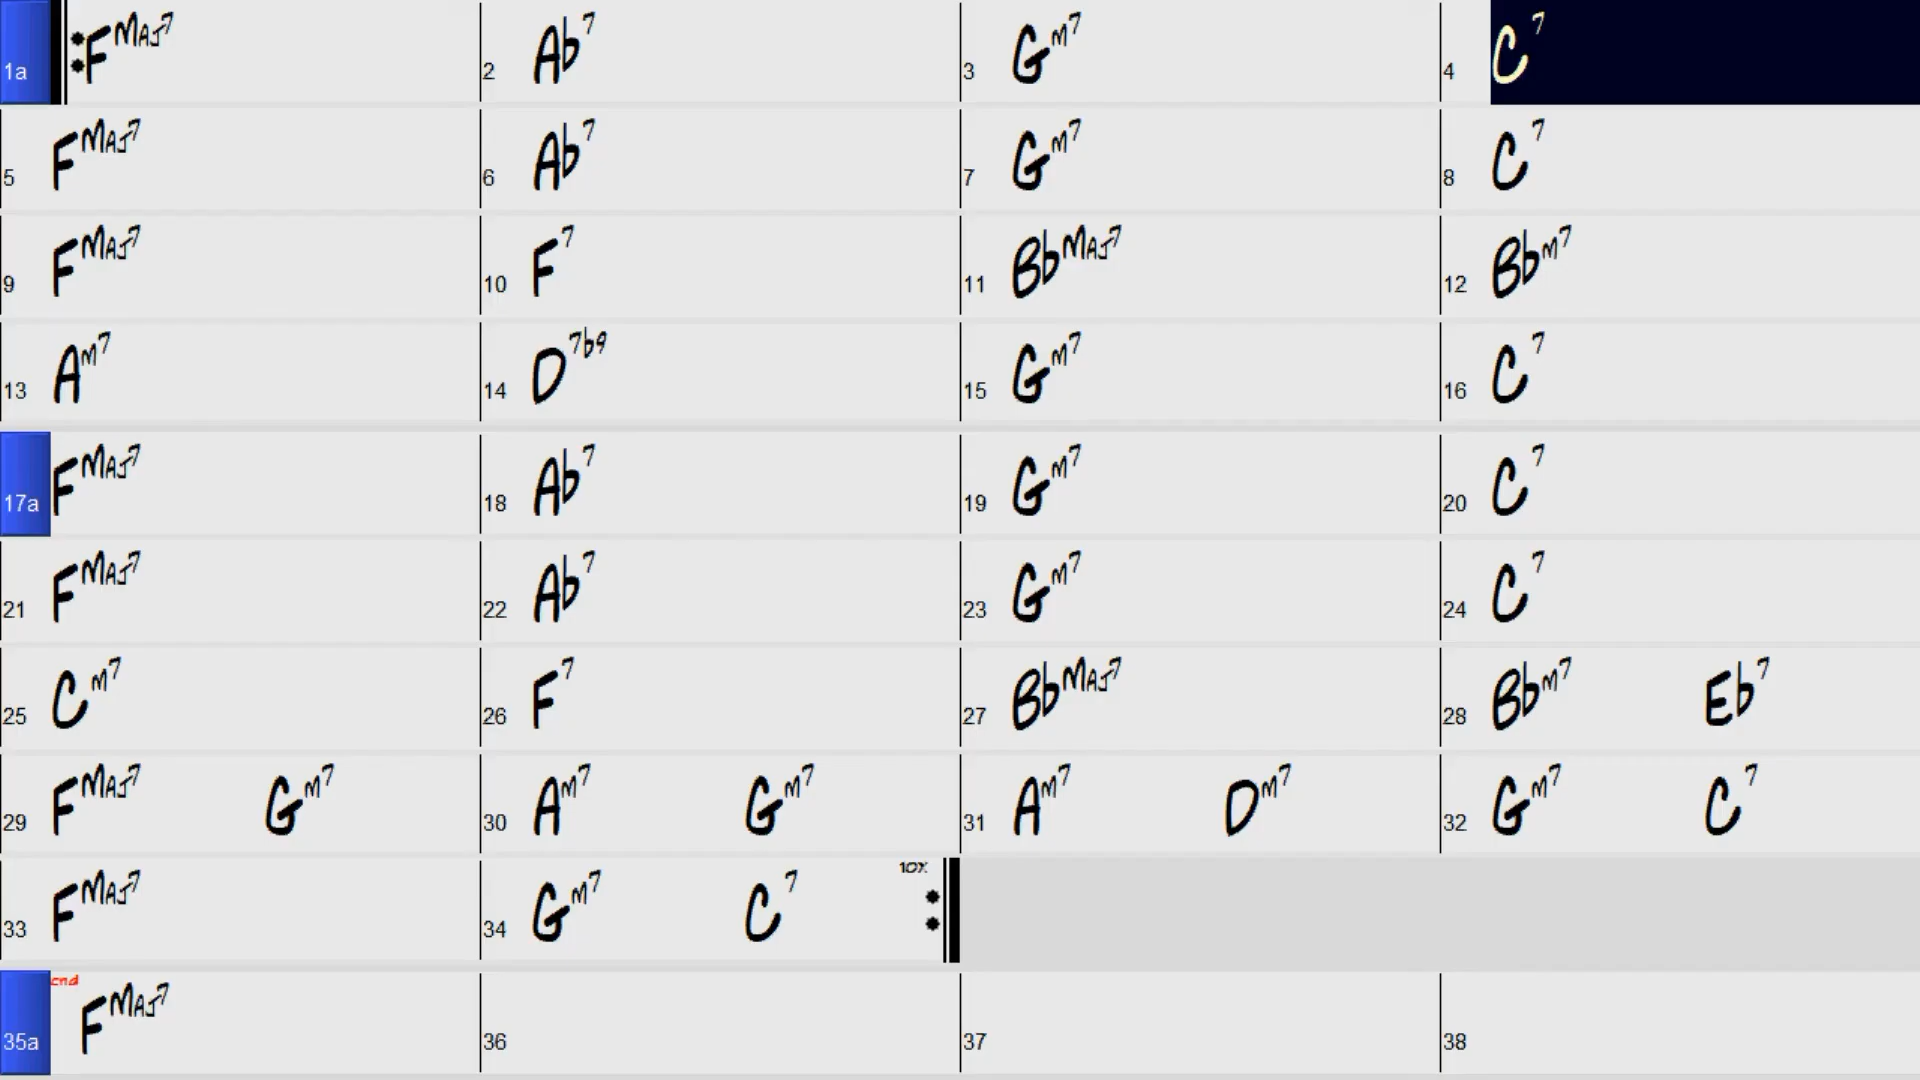 1a FMAJ7 2 Ab7 3 Gm7 4 C7
5 FMAJ7 6 Ab7 7 Gm7 8 C7
9 FMAJ7 10 F7 11 BbMAJ7 12 Bbm7
13 Am7 14 D7b9 15 Gm7 16 C7
17a FMAJ7 18 Ab7 19 Gm7 20 C7
21 FMAJ7 22 Ab7 23 Gm7 24 C7
25 Cm7 26 F7 27 BbMAJ7 28 Bbm7 Eb7
29 FMAJ7 Gm7 30 Am7 Gm7 31 Am7 Dm7 32 Gm7 C7
33 FMAJ7 34 Gm7 C7 10x
35a end FMAJ7 36 37 38